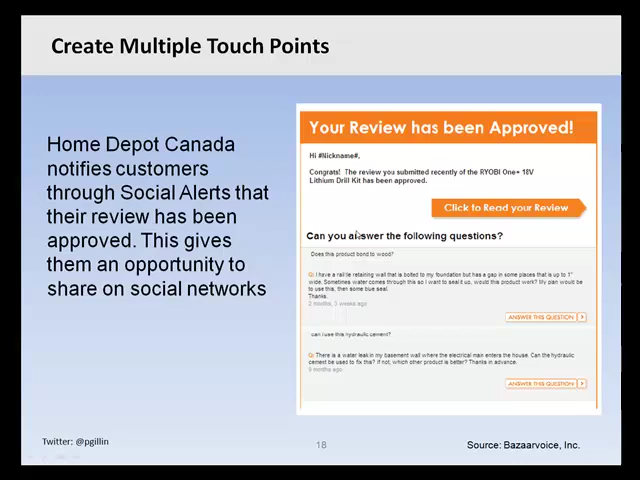 Create Multiple Touch Points
Home Depot Canada
notifies customers
through Social Alerts that
their review has been
approved. This gives
them an opportunity to
share on social networks
Your Review has been Approved!
Hi #Nickname#,
Congrats! The review you submitted recently of the RYOBI One+ 18V
Lithium Drill Kit has been approved.
Click to Read your Review
Can you answer the following questions?
Does this product bond to wood?
Q: I have a rail tie retaining wall that is bolted to my foundation but has a gap in some places that is up to 1"
wide. Sometimes water comes through this so I want to seal it up, would this product work? My plan would be
to use this, then some blue seal.
Thanks.
2 months, 3 weeks ago
ANSWER THIS QUESTION
can I use this hydraulic cement?
Q: There is a water leak in my basement wall where the electrical main enters the house. Can the hydraulic
cement be used to fix this? If not, which other product is better? Thanks in advance.
9 months ago
ANSWER THIS QUESTION
Twitter: @pgillin
18
Source: Bazaarvoice, Inc.